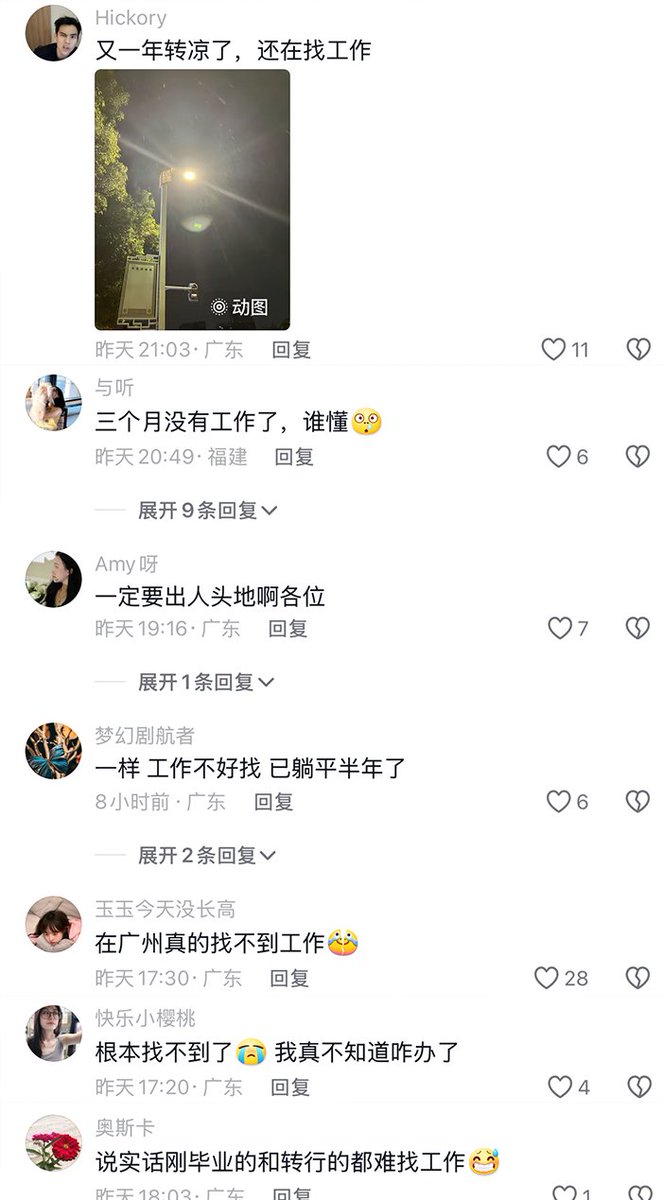 Hickory
又一年转凉了，还在找工作
动图
昨天 21:03 · 广东 回复 11
与听
三个月没有工作了，谁懂
昨天 20:49 · 福建 回复 6
展开9条回复
Amy呀
一定要出人头地啊各位
昨天 19:16 · 广东 回复 7
展开1条回复
梦幻剧航者
一样 工作不好找 已躺平半年了
8小时前 · 广东 回复 6
展开2条回复
玉玉今天没长高
在广州真的找不到工作
昨天 17:30 · 广东 回复 28
快乐小樱桃
根本找不到了😭 我真不知道咋办了
昨天 17:20 · 广东 回复 4
奥斯卡
说实话刚毕业的和转行的都难找工作
昨天 18:03 · 广东 回复 1